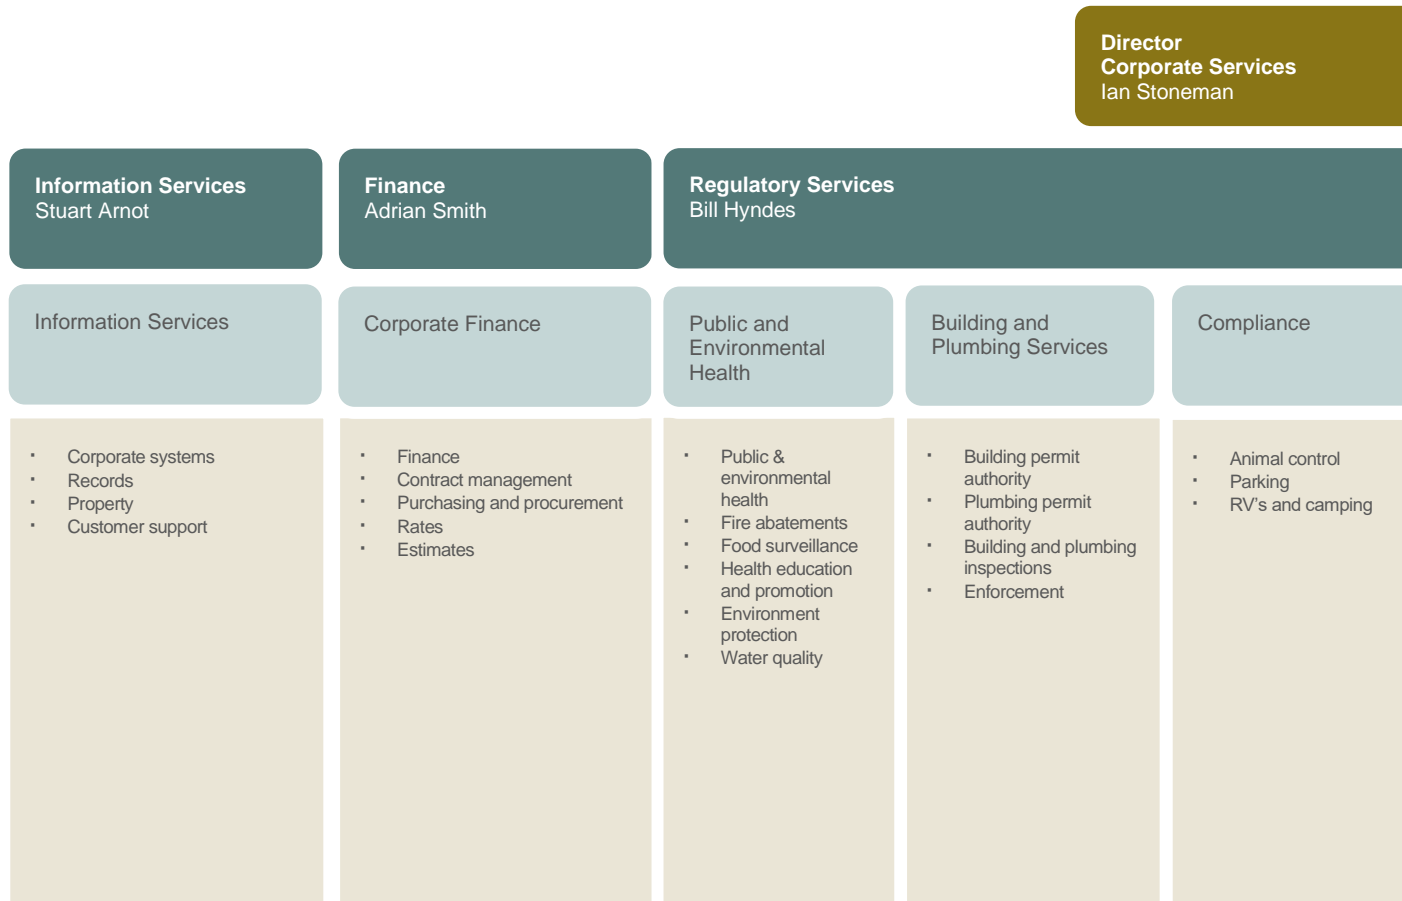 Director
Corporate Services
Ian Stoneman
Information Services
Stuart Arnot
Finance
Adrian Smith
Regulatory Services
Bill Hyndes
Information Services
Corporate Finance
Public and
Environmental
Health
Building and
Plumbing Services
Compliance
▪ Corporate systems
▪ Records
▪ Property
▪ Customer support
▪ Finance
▪ Contract management
▪ Purchasing and procurement
▪ Rates
▪ Estimates
▪ Public &
environmental
health
▪ Fire abatements
▪ Food surveillance
▪ Health education
and promotion
▪ Environment
protection
▪ Water quality
▪ Building permit
authority
▪ Plumbing permit
authority
▪ Building and plumbing
inspections
▪ Enforcement
▪ Animal control
▪ Parking
▪ RV’s and camping